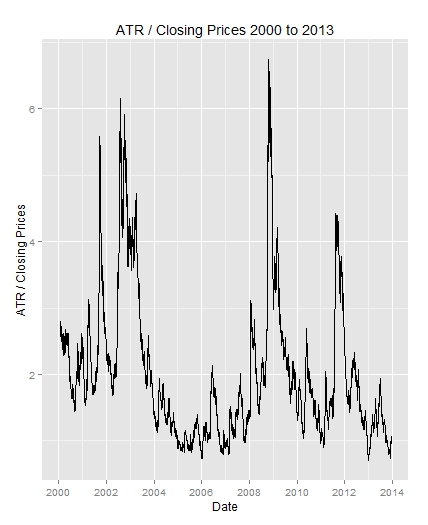 ATR / Closing Prices 2000 to 2013
ATR / Closing Prices
6
4
2
2000 2002 2004 2006 2008 2010 2012 2014
Date